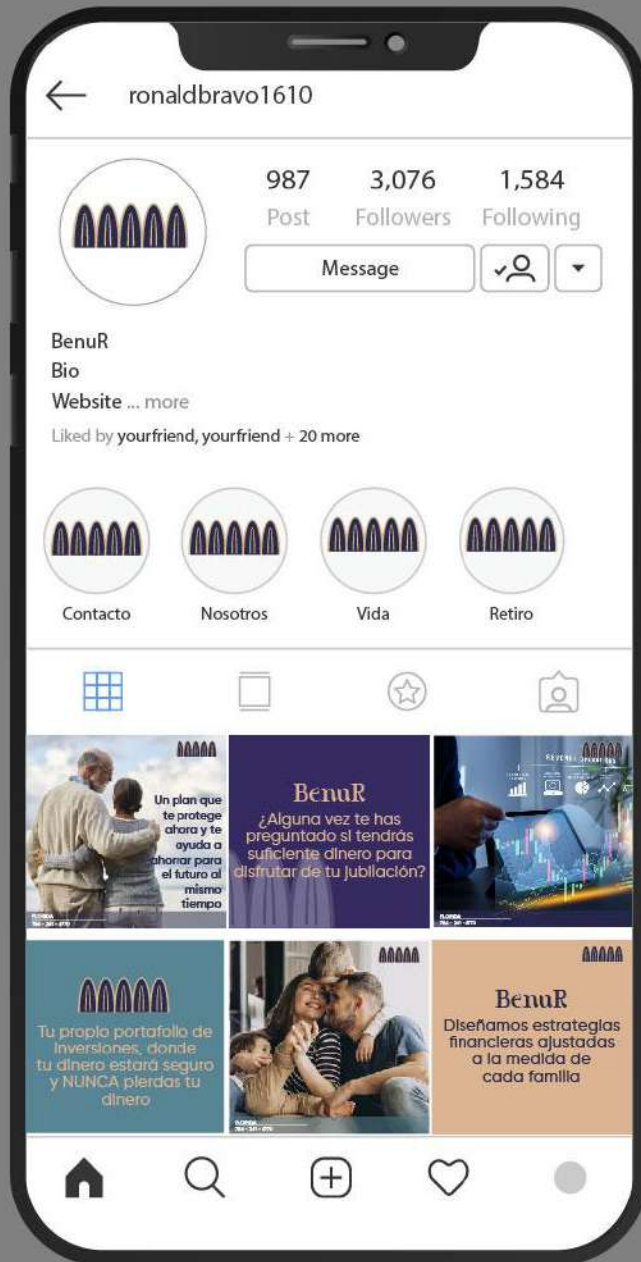 ronaldbravo1610
987 3,076 1,584
Post Followers Following
Message
BenuR
Bio
Website ... more
Liked by yourfriend, yourfriend + 20 more
Contacto Nosotros Vida Retiro
Un plan que
te protege
ahora y te
ayuda a
ahorrar para
el futuro al
mismo
tiempo
FLORIDA
BenuR
¿Alguna vez te has
preguntado si tendrás
suficiente dinero para
disfrutar de tu jubilación?
FLORIDA
Tu propio portafolio de
inversiones, donde
tu dinero estará seguro
y NUNCA pierdas tu
dinero
FLORIDA
BenuR
Diseñamos estrategias
financieras ajustadas
a la medida de
cada familia